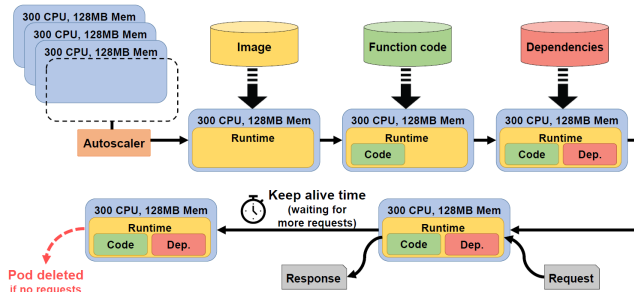 300 CPU, 128MB Mem
300 CPU, 128MB Mem
300 CPU, 128MB Mem
Image
Function code
Dependencies
Autoscaler
300 CPU, 128MB Mem
Runtime
300 CPU, 128MB Mem
Runtime
Code
300 CPU, 128MB Mem
Runtime
Code
Dep.
300 CPU, 128MB Mem
Runtime
Code
Dep.
Keep alive time
(waiting for
more requests)
300 CPU, 128MB Mem
Runtime
Code
Dep.
Pod deleted
if no requests
Response
Request